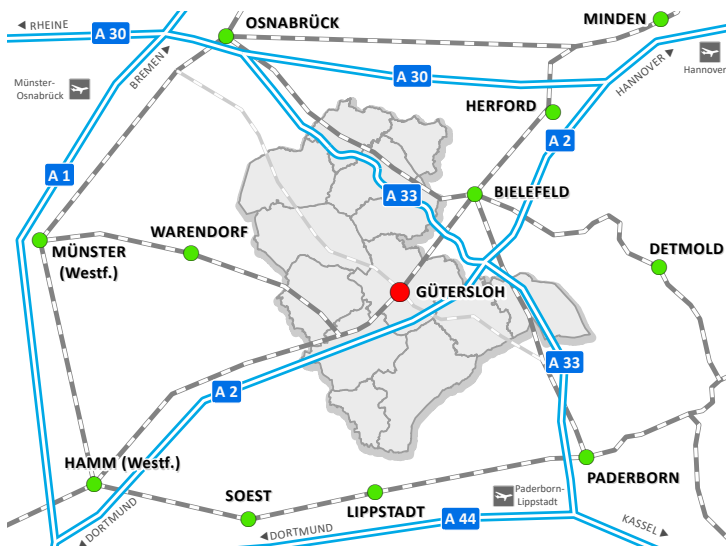 RHEINE
A 30
OSNABRÜCK
MINDEN
BREMEN
Münster-
Osnabrück
A 30
HANNOVER
Hannover
HERFORD
A 2
A 1
A 33
BIELEFELD
WARENDORF
MÜNSTER
(Westf.)
DETMOLD
GÜTERSLOH
A 33
A 2
HAMM (Westf.)
PADERBORN
SOEST
LIPPSTADT
Paderborn-
Lippstadt
DORTMUND
DORTMUND
A 44
KASSEL